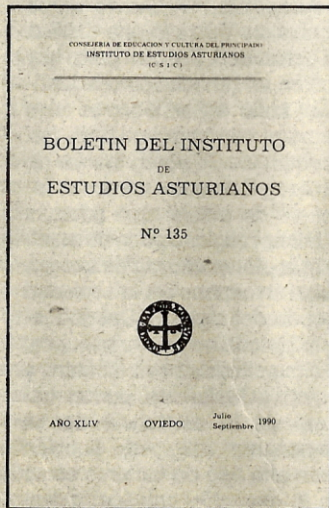 CONSEJERIA DE EDUCACION Y CULTURA DEL PRINCIPADO
INSTITUTO DE ESTUDIOS ASTURIANOS
(C S I C)
BOLETIN DEL INSTITUTO
DE
ESTUDIOS ASTURIANOS
Nº 135
AÑO XLIV OVIEDO Julio Septiembre 1990